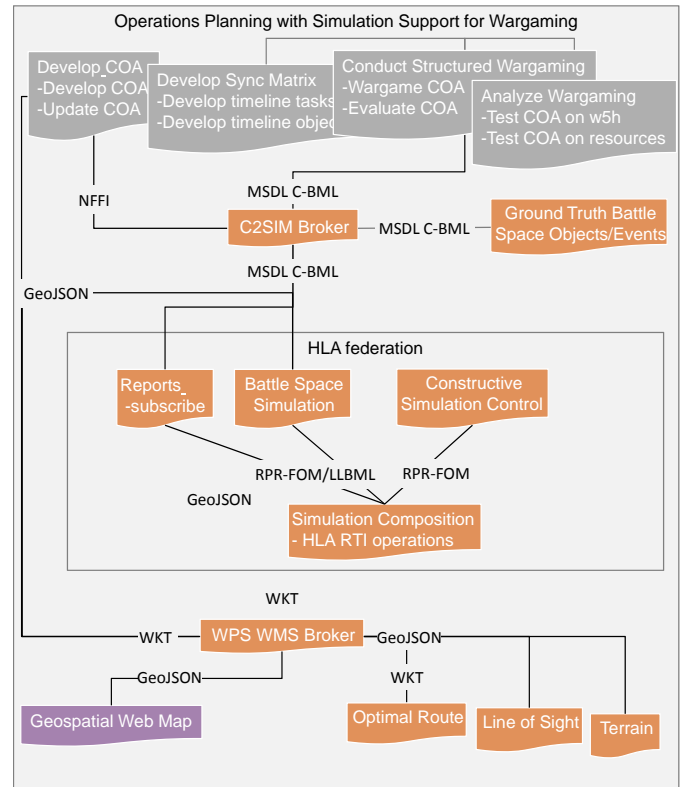 Operations Planning with Simulation Support for Wargaming
Develop_COA
-Develop COA
-Update COA
Develop Sync Matrix
-Develop timeline tasks
-Develop timeline objec
Conduct Structured Wargaming
-Wargame COA
-Evaluate COA
Analyze Wargaming
-Test COA on w5h
-Test COA on resources
NFFI
MSDL C-BML
C2SIM Broker
MSDL C-BML
Ground Truth Battle
Space Objects/Events
MSDL C-BML
GeoJSON
HLA federation
Reports_
-subscribe
Battle Space
Simulation
Constructive
Simulation Control
RPR-FOM/LLBML
RPR-FOM
GeoJSON
Simulation Composition
- HLA RTI operations
WKT
WKT
WPS WMS Broker
GeoJSON
GeoJSON
WKT
Geospatial Web Map
Optimal Route
Line of Sight
Terrain